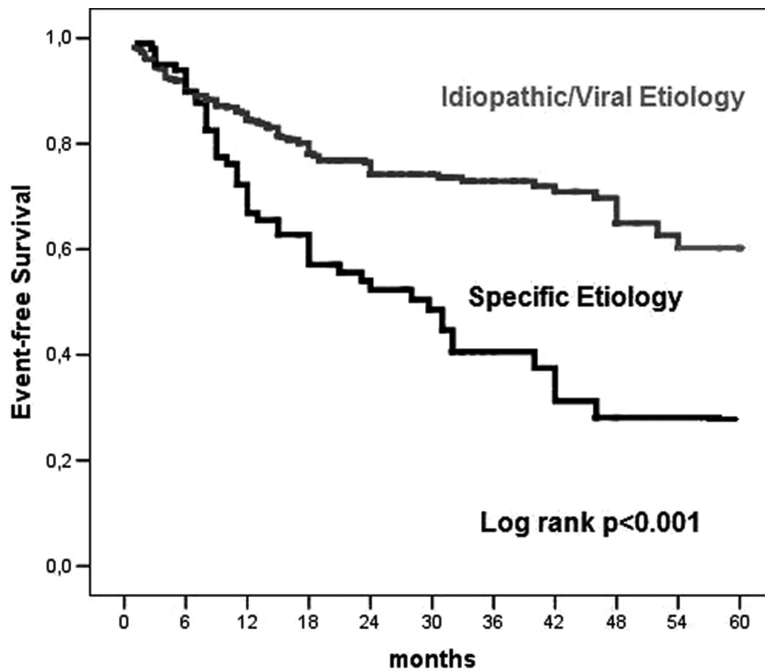 1,0
Idiopathic/Viral Etiology
0,8
Event-free Survival
0,6
Specific Etiology
0,4
0,2
Log rank p<0.001
0,0
0 6 12 18 24 30 36 42 48 54 60
months